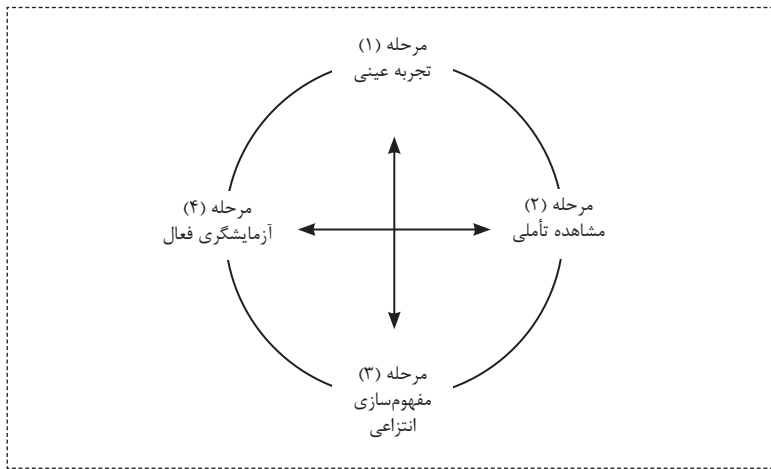 مرحله (۱)
تجربه عینی
مرحله (۲)
مشاهده تأملی
مرحله (۳)
مفهوم‌سازی
انتزاعی
مرحله (۴)
آزمایشگری فعال